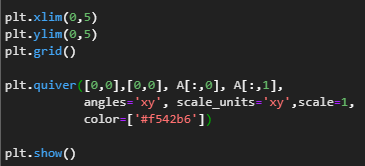 plt.xlim(0,5)
plt.ylim(0,5)
plt.grid()
plt.quiver([0,0],[0,0], A[:,0], A[:,1],
angles='xy', scale_units='xy',scale=1,
color=['#f542b6'])
plt.show()